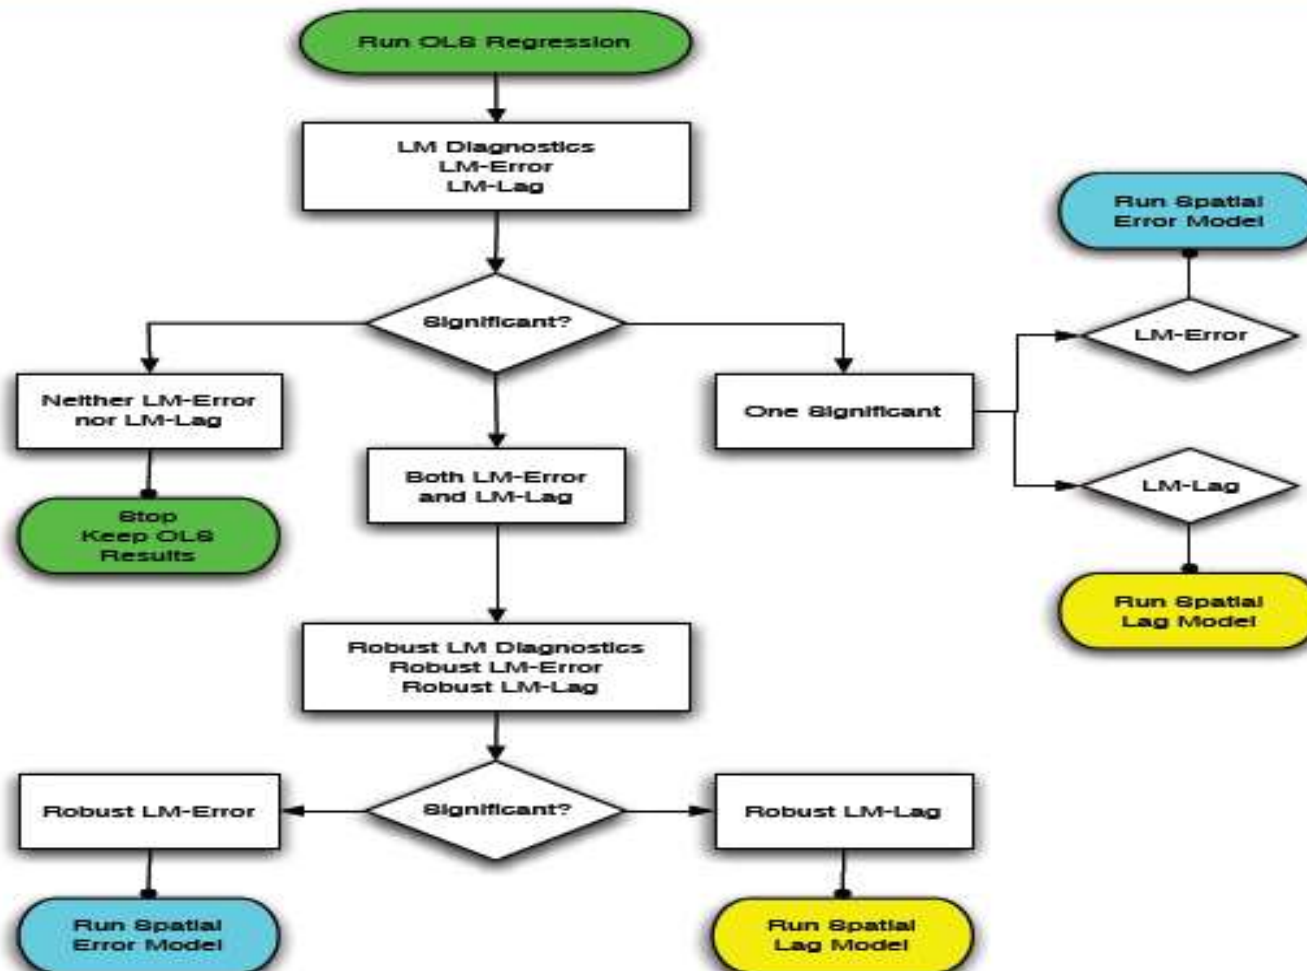 Run OLS Regression
LM Diagnostics
LM-Error
LM-Lag
Run Spatial
Error Model
Significant?
LM-Error
Neither LM-Error
nor LM-Lag
One Significant
Both LM-Error
and LM-Lag
LM-Lag
Stop
Keep OLS
Results
Run Spatial
Lag Model
Robust LM Diagnostics
Robust LM-Error
Robust LM-Lag
Robust LM-Error
Significant?
Robust LM-Lag
Run Spatial
Error Model
Run Spatial
Lag Model